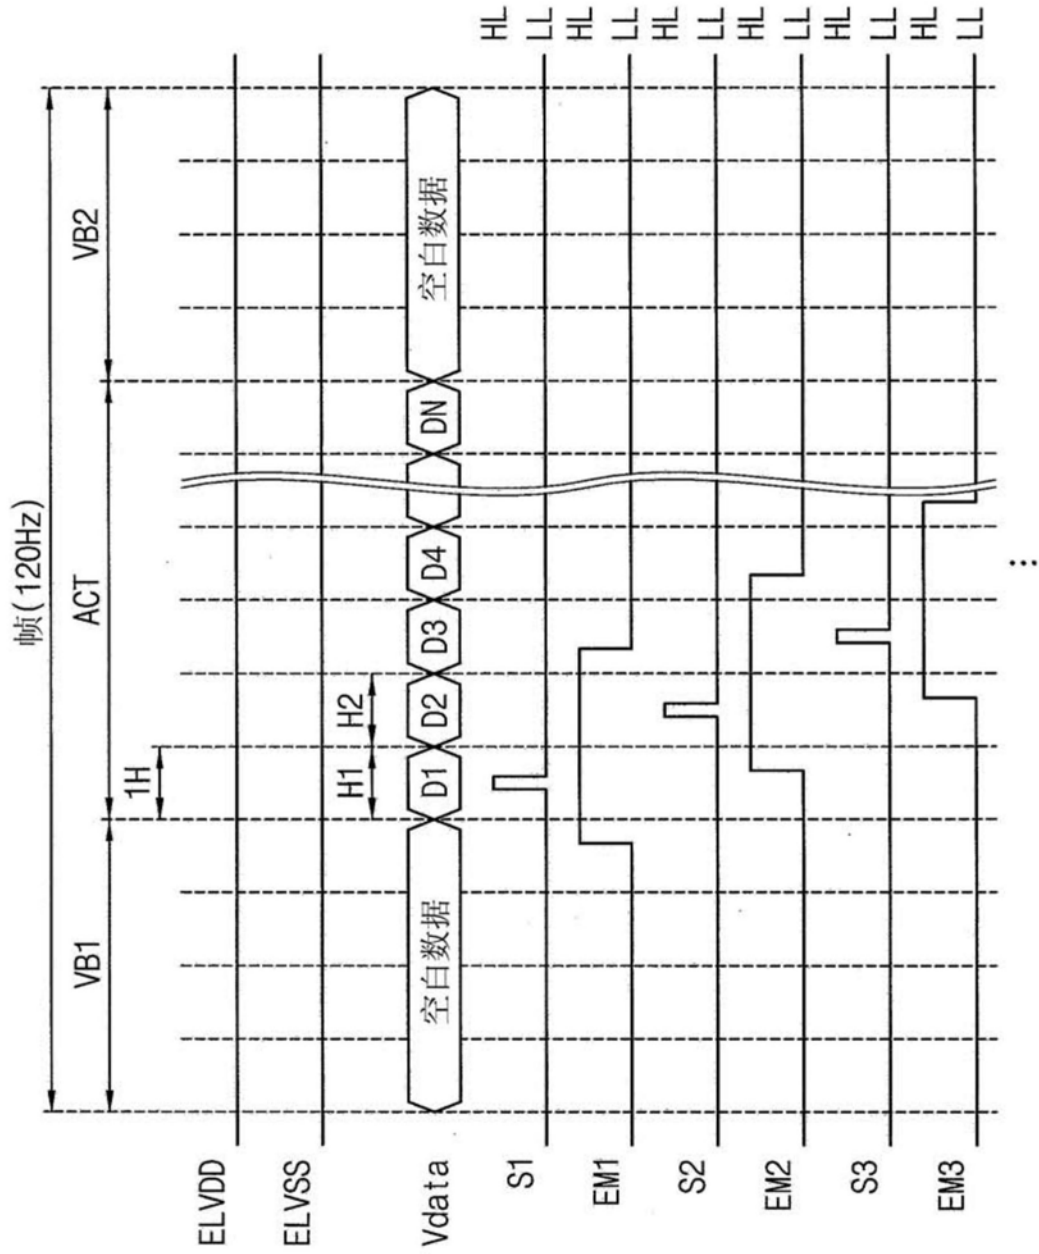 帧(120Hz)
VB1
ACT
VB2
1H
ELVDD
ELVSS
H1
H2
Vdata
空白数据
D1
D2
D3
D4
DN
空白数据
S1
HL
LL
EM1
HL
LL
S2
HL
LL
EM2
HL
LL
S3
HL
LL
EM3
HL
LL
...